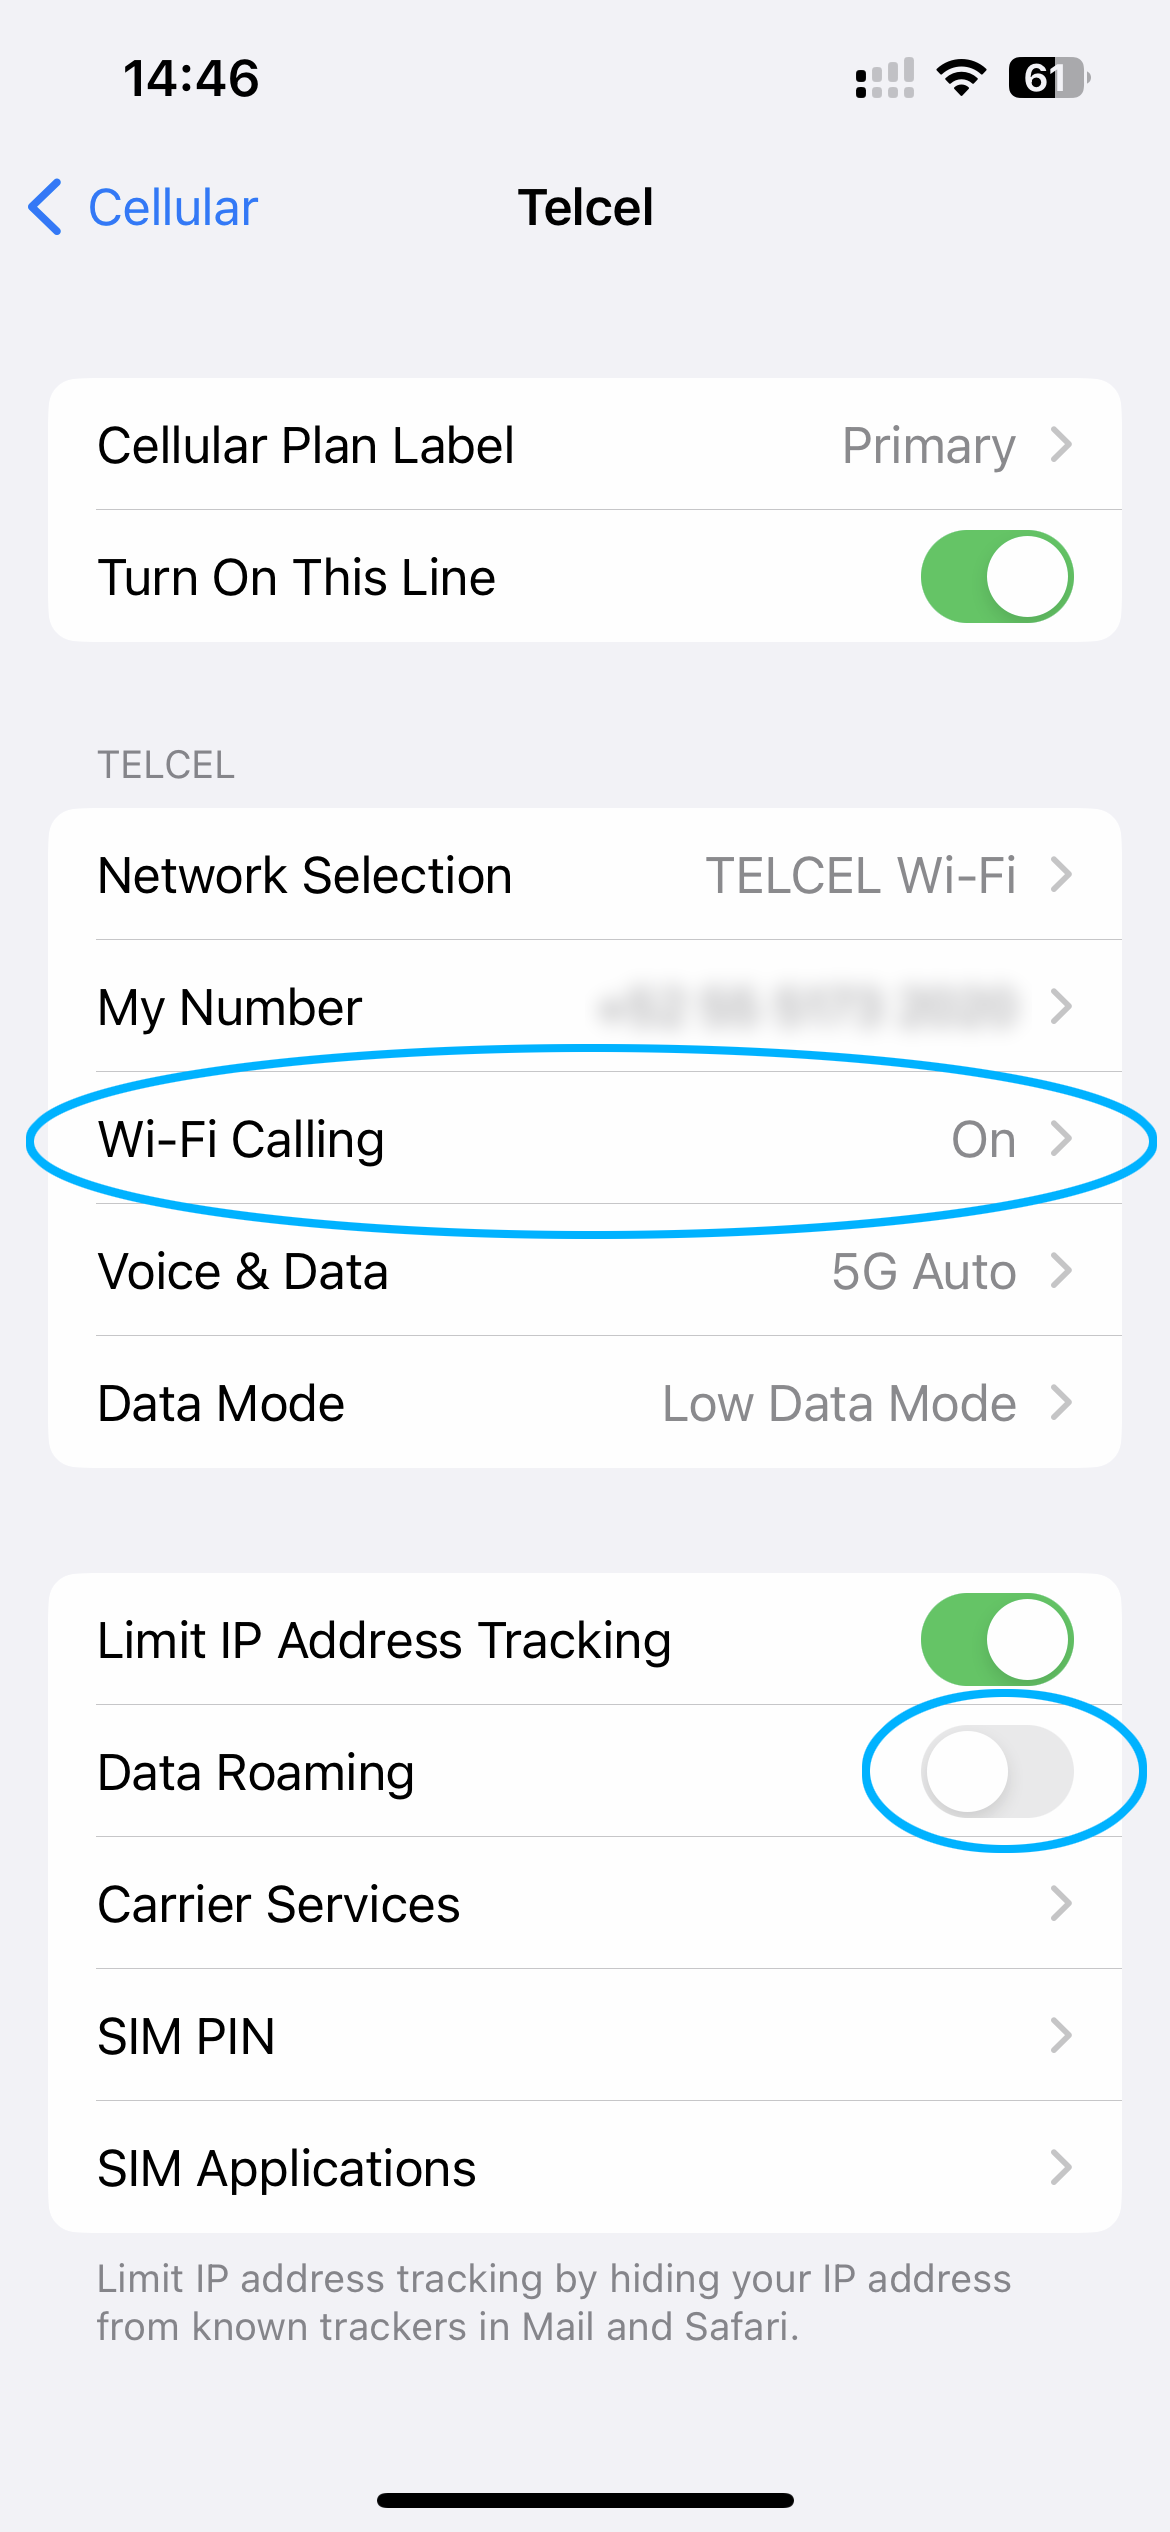 14:46
61
Cellular
Telcel
Cellular Plan Label Primary
Turn On This Line
TELCEL
Network Selection TELCEL Wi-Fi
My Number
Wi-Fi Calling On
Voice & Data 5G Auto
Data Mode Low Data Mode
Limit IP Address Tracking
Data Roaming
Carrier Services
SIM PIN
SIM Applications
Limit IP address tracking by hiding your IP address
from known trackers in Mail and Safari.